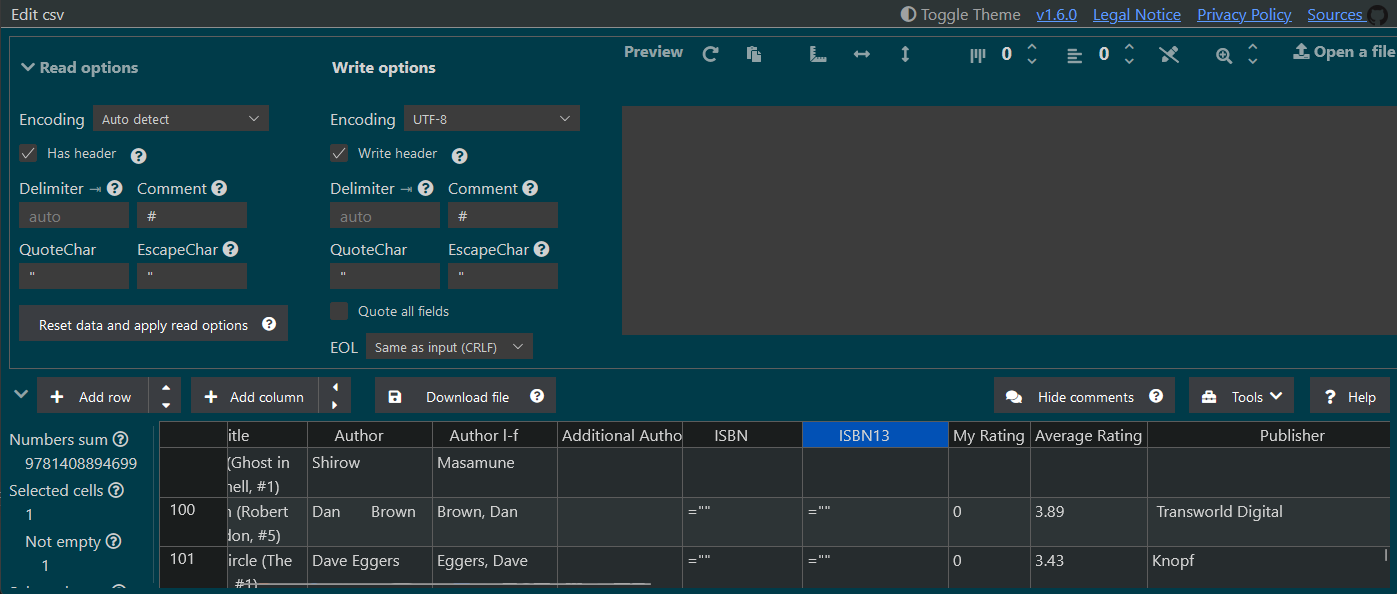 Edit csv
Toggle Theme v1.6.0 Legal Notice Privacy Policy Sources
Read options
Write options
Preview
0
0
Open a file
Encoding Auto detect
Encoding UTF-8
Has header
Write header
Delimiter ⇥ Comment
Delimiter ⇥ Comment
auto #
auto #
QuoteChar EscapeChar
QuoteChar EscapeChar
" "
" "
Reset data and apply read options
Quote all fields
EOL Same as input (CRLF)
Add row Add column Download file Hide comments Tools Help
Numbers sum
9781408894699
Selected cells
1
Not empty
1
itle Author Author l-f Additional Autho ISBN ISBN13 My Rating Average Rating Publisher
(Ghost in Shirow Masamune
ell, #1)
100 (Robert Dan Brown Brown, Dan ="" ="" 0 3.89 Transworld Digital
don, #5)
101 ircle (The Dave Eggers Eggers, Dave ="" ="" 0 3.43 Knopf
#1)